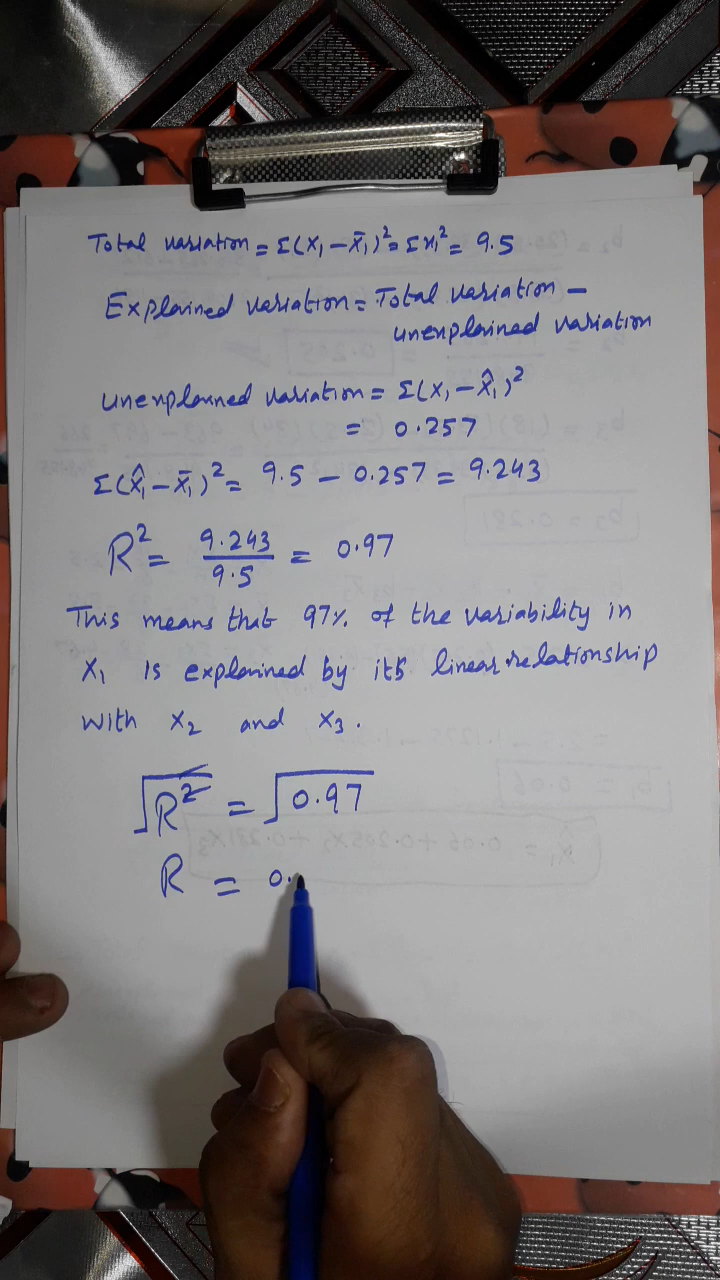 Total variation = Σ(X₁ − X̄₁)² = Σx₁² = 9.5
Explained variation = Total variation −
unexplained variation
Unexplained variation = Σ(X₁ − X̂₁)²
= 0.257
Σ(X̂₁ − X̄₁)² = 9.5 − 0.257 = 9.243
R² = 9.243 / 9.5 = 0.97
This means that 97% of the variability in
X₁ is explained by its linear relationship
with X₂ and X₃.
√R² = √0.97
R = 0.